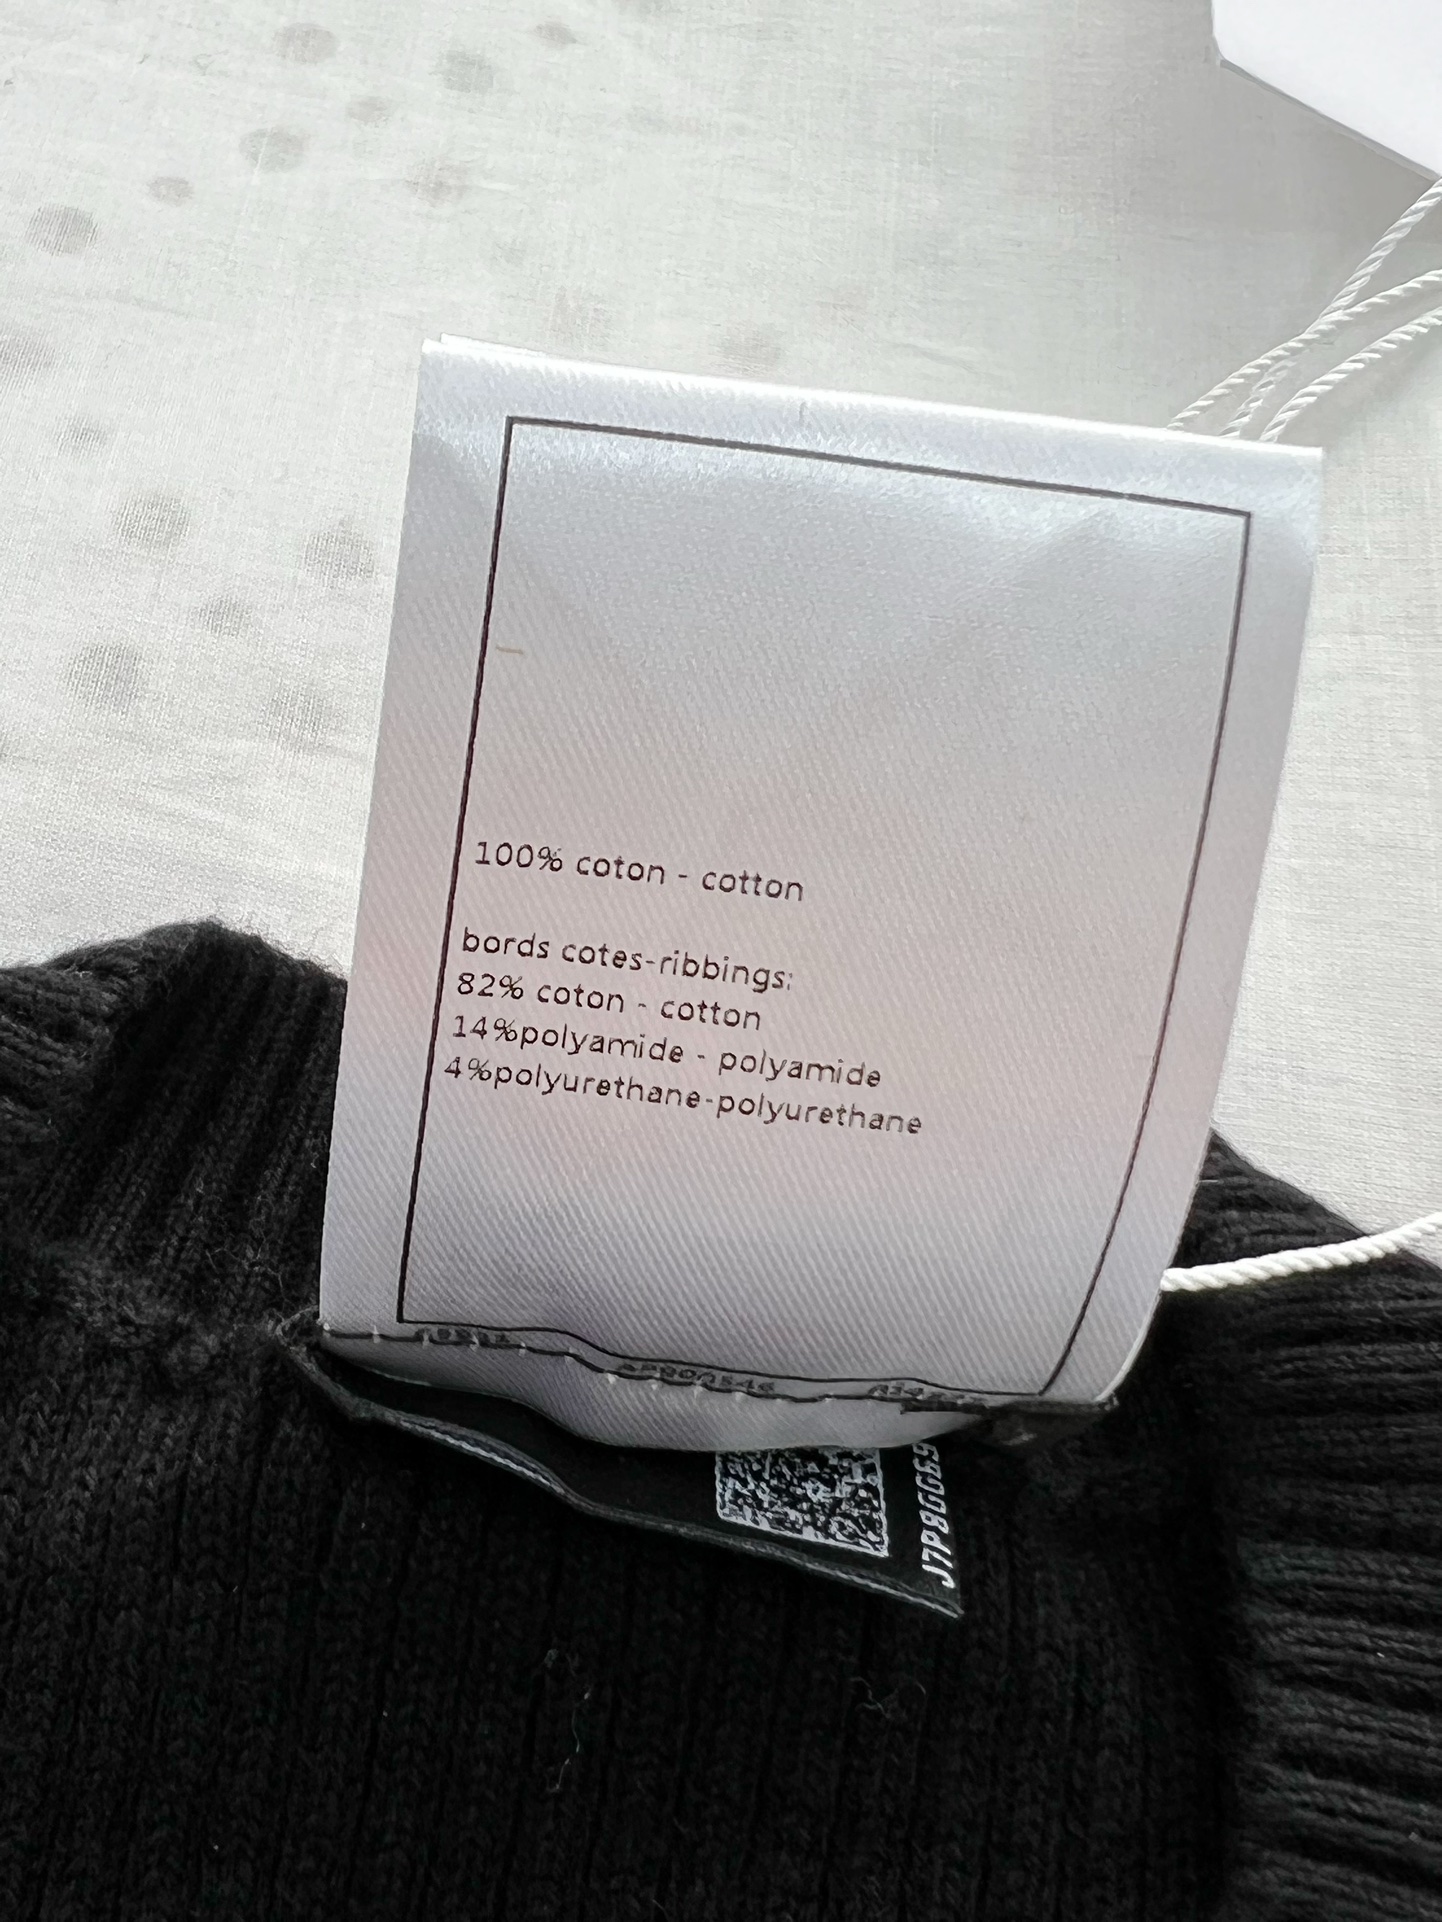 100% coton - cotton
bords cotes-ribbings:
82% coton - cotton
14%polyamide - polyamide
4%polyurethane-polyurethane